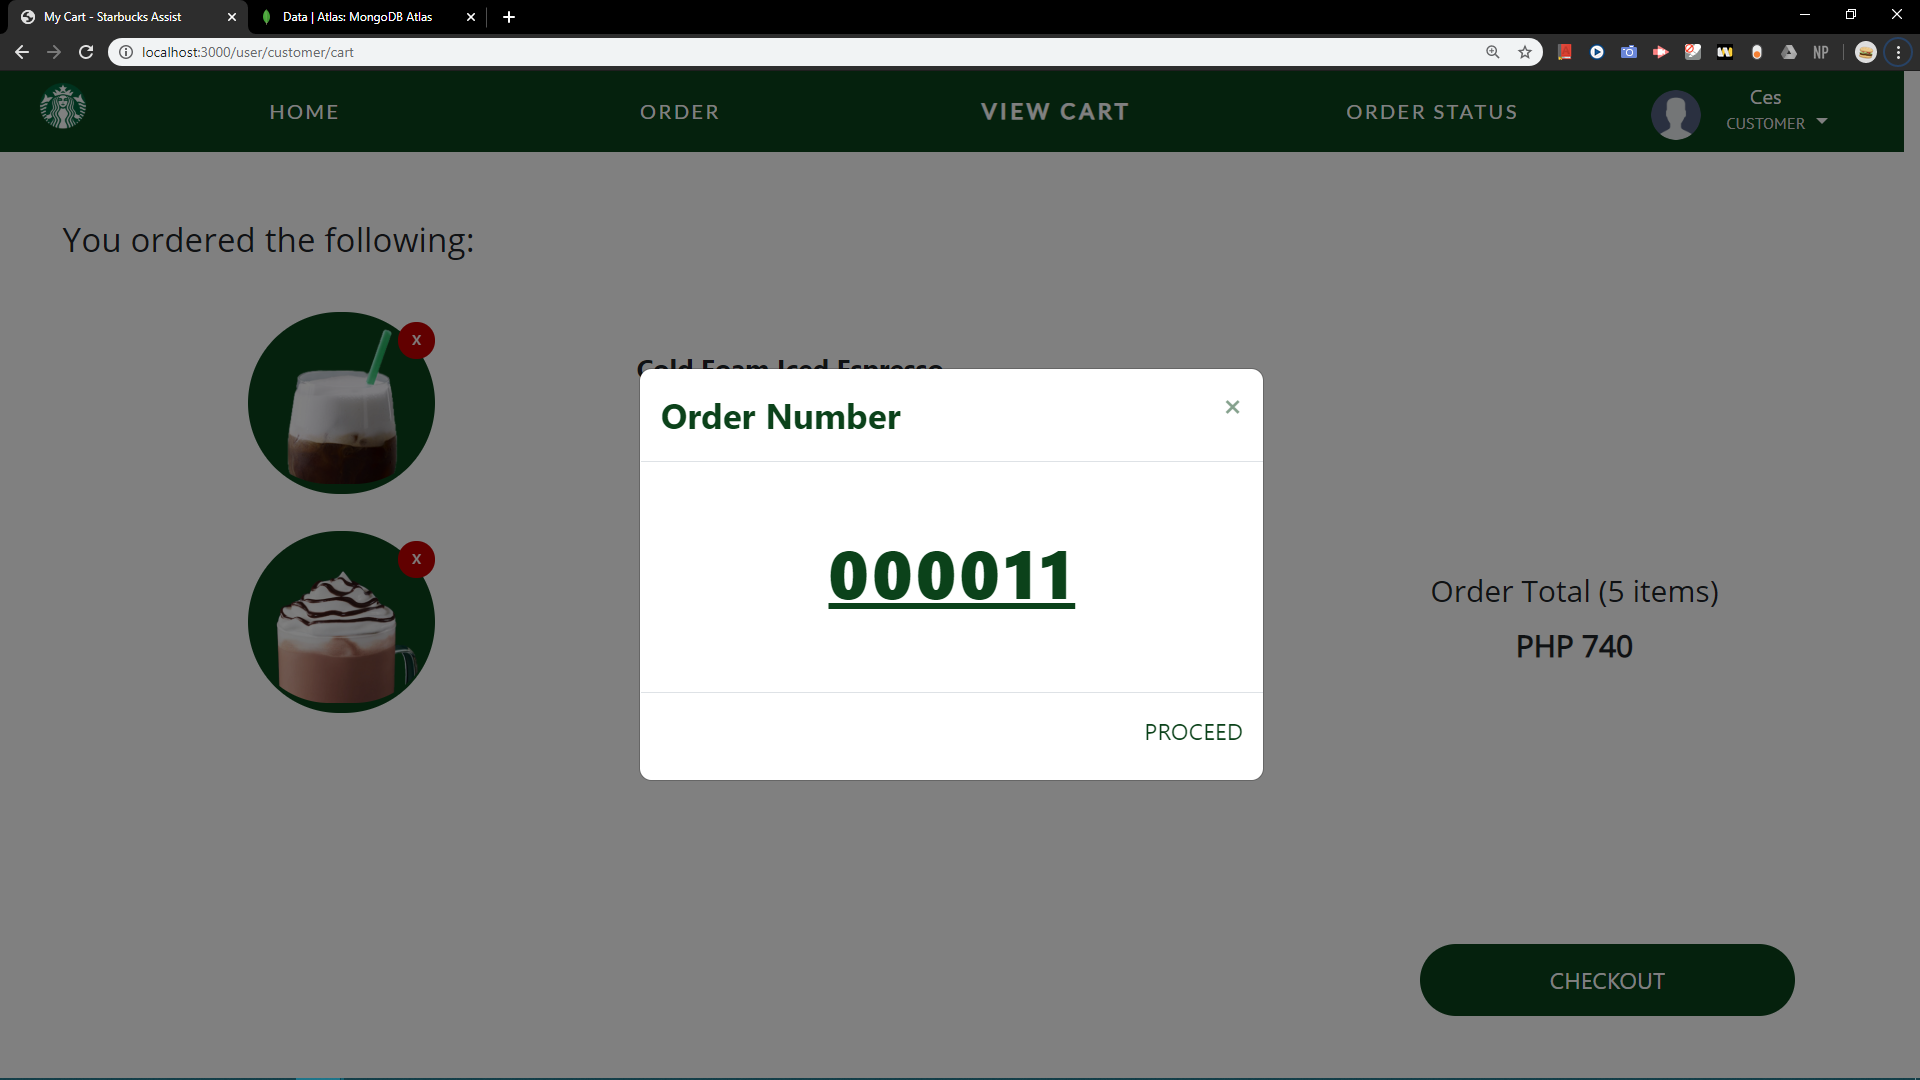 My Cart - Starbucks Assist
Data | Atlas: MongoDB Atlas
localhost:3000/user/customer/cart
NP
HOME
ORDER
VIEW CART
ORDER STATUS
Ces
CUSTOMER
You ordered the following:
x
Cold Foam Iced Espresso
x
Order Number
×
000011
PROCEED
Order Total (5 items)
PHP 740
CHECKOUT